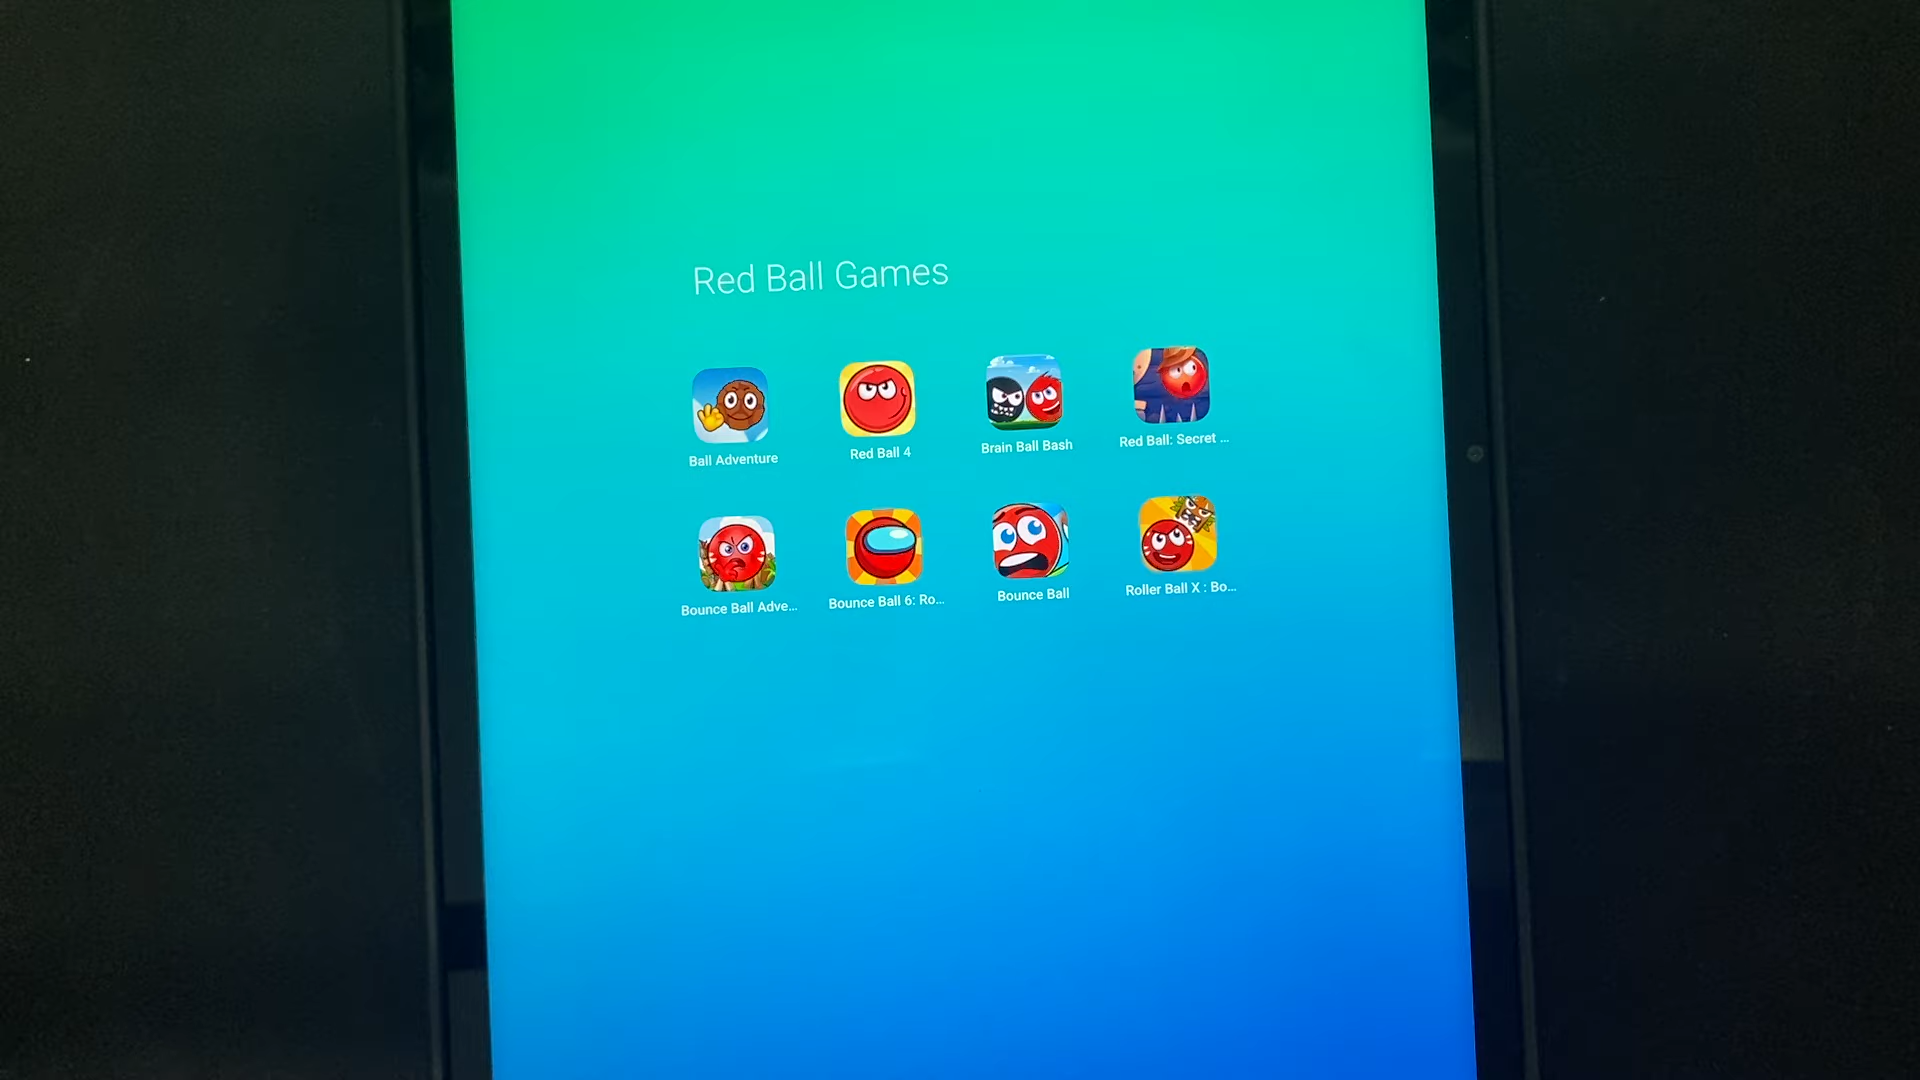 Red Ball Games
Ball Adventure
Red Ball 4
Brain Ball Bash
Red Ball: Secret ...
Bounce Ball Adve...
Bounce Ball 6: Ro...
Bounce Ball
Roller Ball X : Bo...